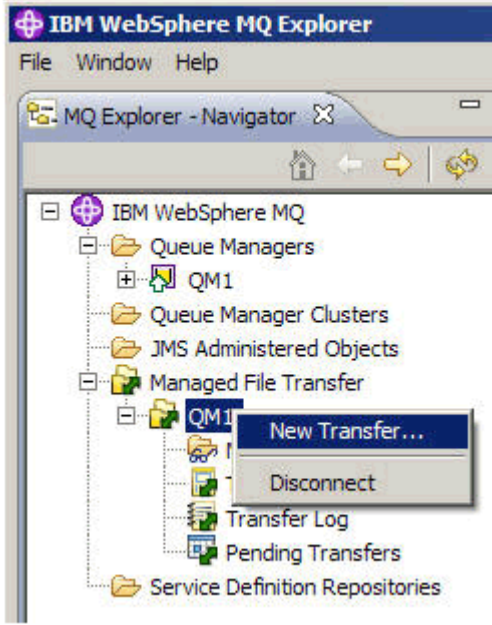 IBM WebSphere MQ Explorer
File Window Help
MQ Explorer - Navigator
IBM WebSphere MQ
Queue Managers
QM1
Queue Manager Clusters
JMS Administered Objects
Managed File Transfer
QM1
New Transfer...
Disconnect
Transfer Log
Pending Transfers
Service Definition Repositories